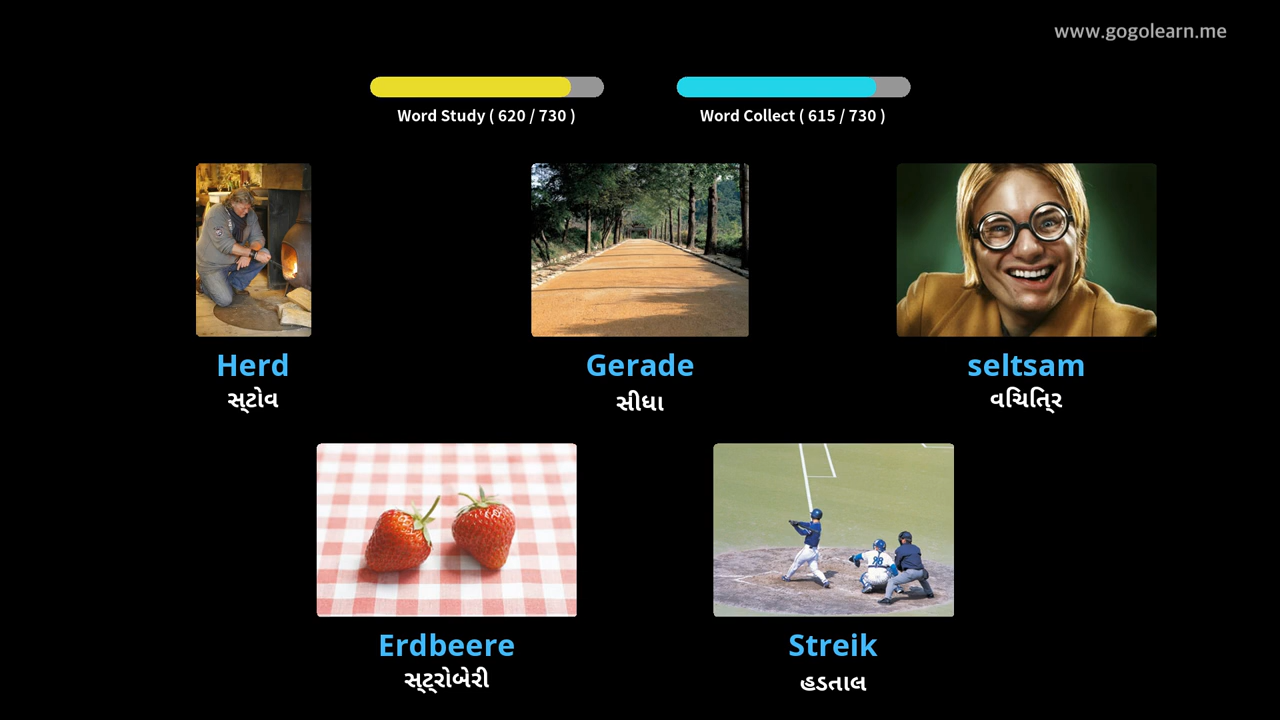 www.gogolearn.me
Word Study ( 620 / 730 )
Word Collect ( 615 / 730 )
Herd
સ્ટોવ
Gerade
સીધા
seltsam
વિચિત્ર
Erdbeere
સ્ટ્રોબેરી
Streik
હડતાલ